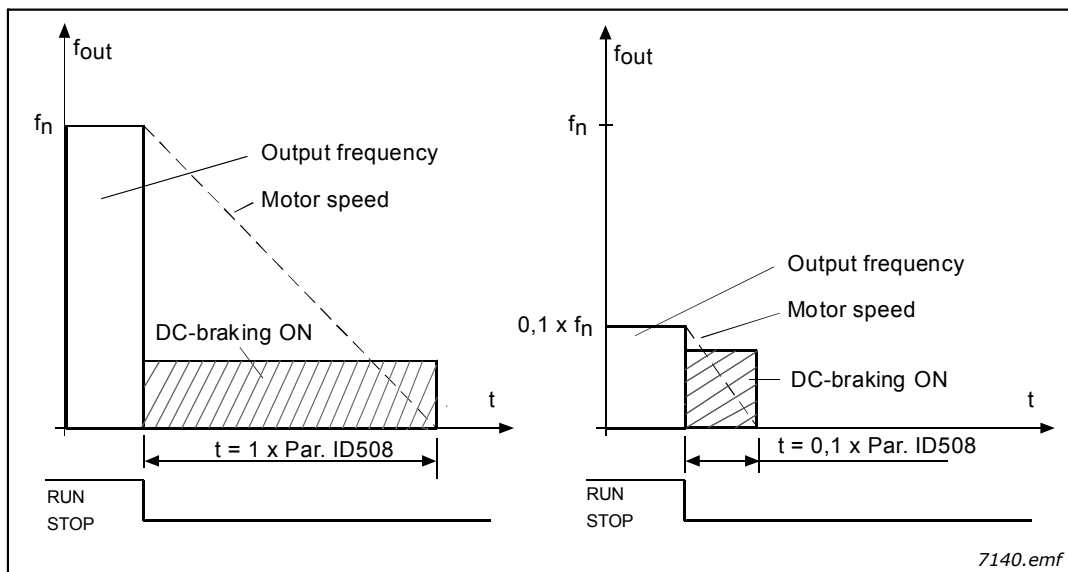 fout
fn
Output frequency
Motor speed
DC-braking ON
t
t = 1 x Par. ID508
RUN
STOP
fout
fn
Output frequency
Motor speed
0,1 x fn
DC-braking ON
t
t = 0,1 x Par. ID508
RUN
STOP
7140.emf